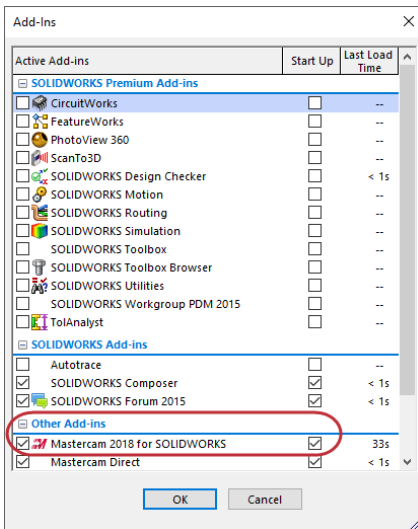 Add-Ins
Active Add-ins Start Up Last Load Time
SOLIDWORKS Premium Add-ins
CircuitWorks --
FeatureWorks --
PhotoView 360 --
ScanTo3D --
SOLIDWORKS Design Checker < 1s
SOLIDWORKS Motion --
SOLIDWORKS Routing --
SOLIDWORKS Simulation --
SOLIDWORKS Toolbox --
SOLIDWORKS Toolbox Browser --
SOLIDWORKS Utilities --
SOLIDWORKS Workgroup PDM 2015 --
TolAnalyst --
SOLIDWORKS Add-ins
Autotrace --
SOLIDWORKS Composer < 1s
SOLIDWORKS Forum 2015 < 1s
Other Add-ins
Mastercam 2018 for SOLIDWORKS 33s
Mastercam Direct < 1s
OK Cancel